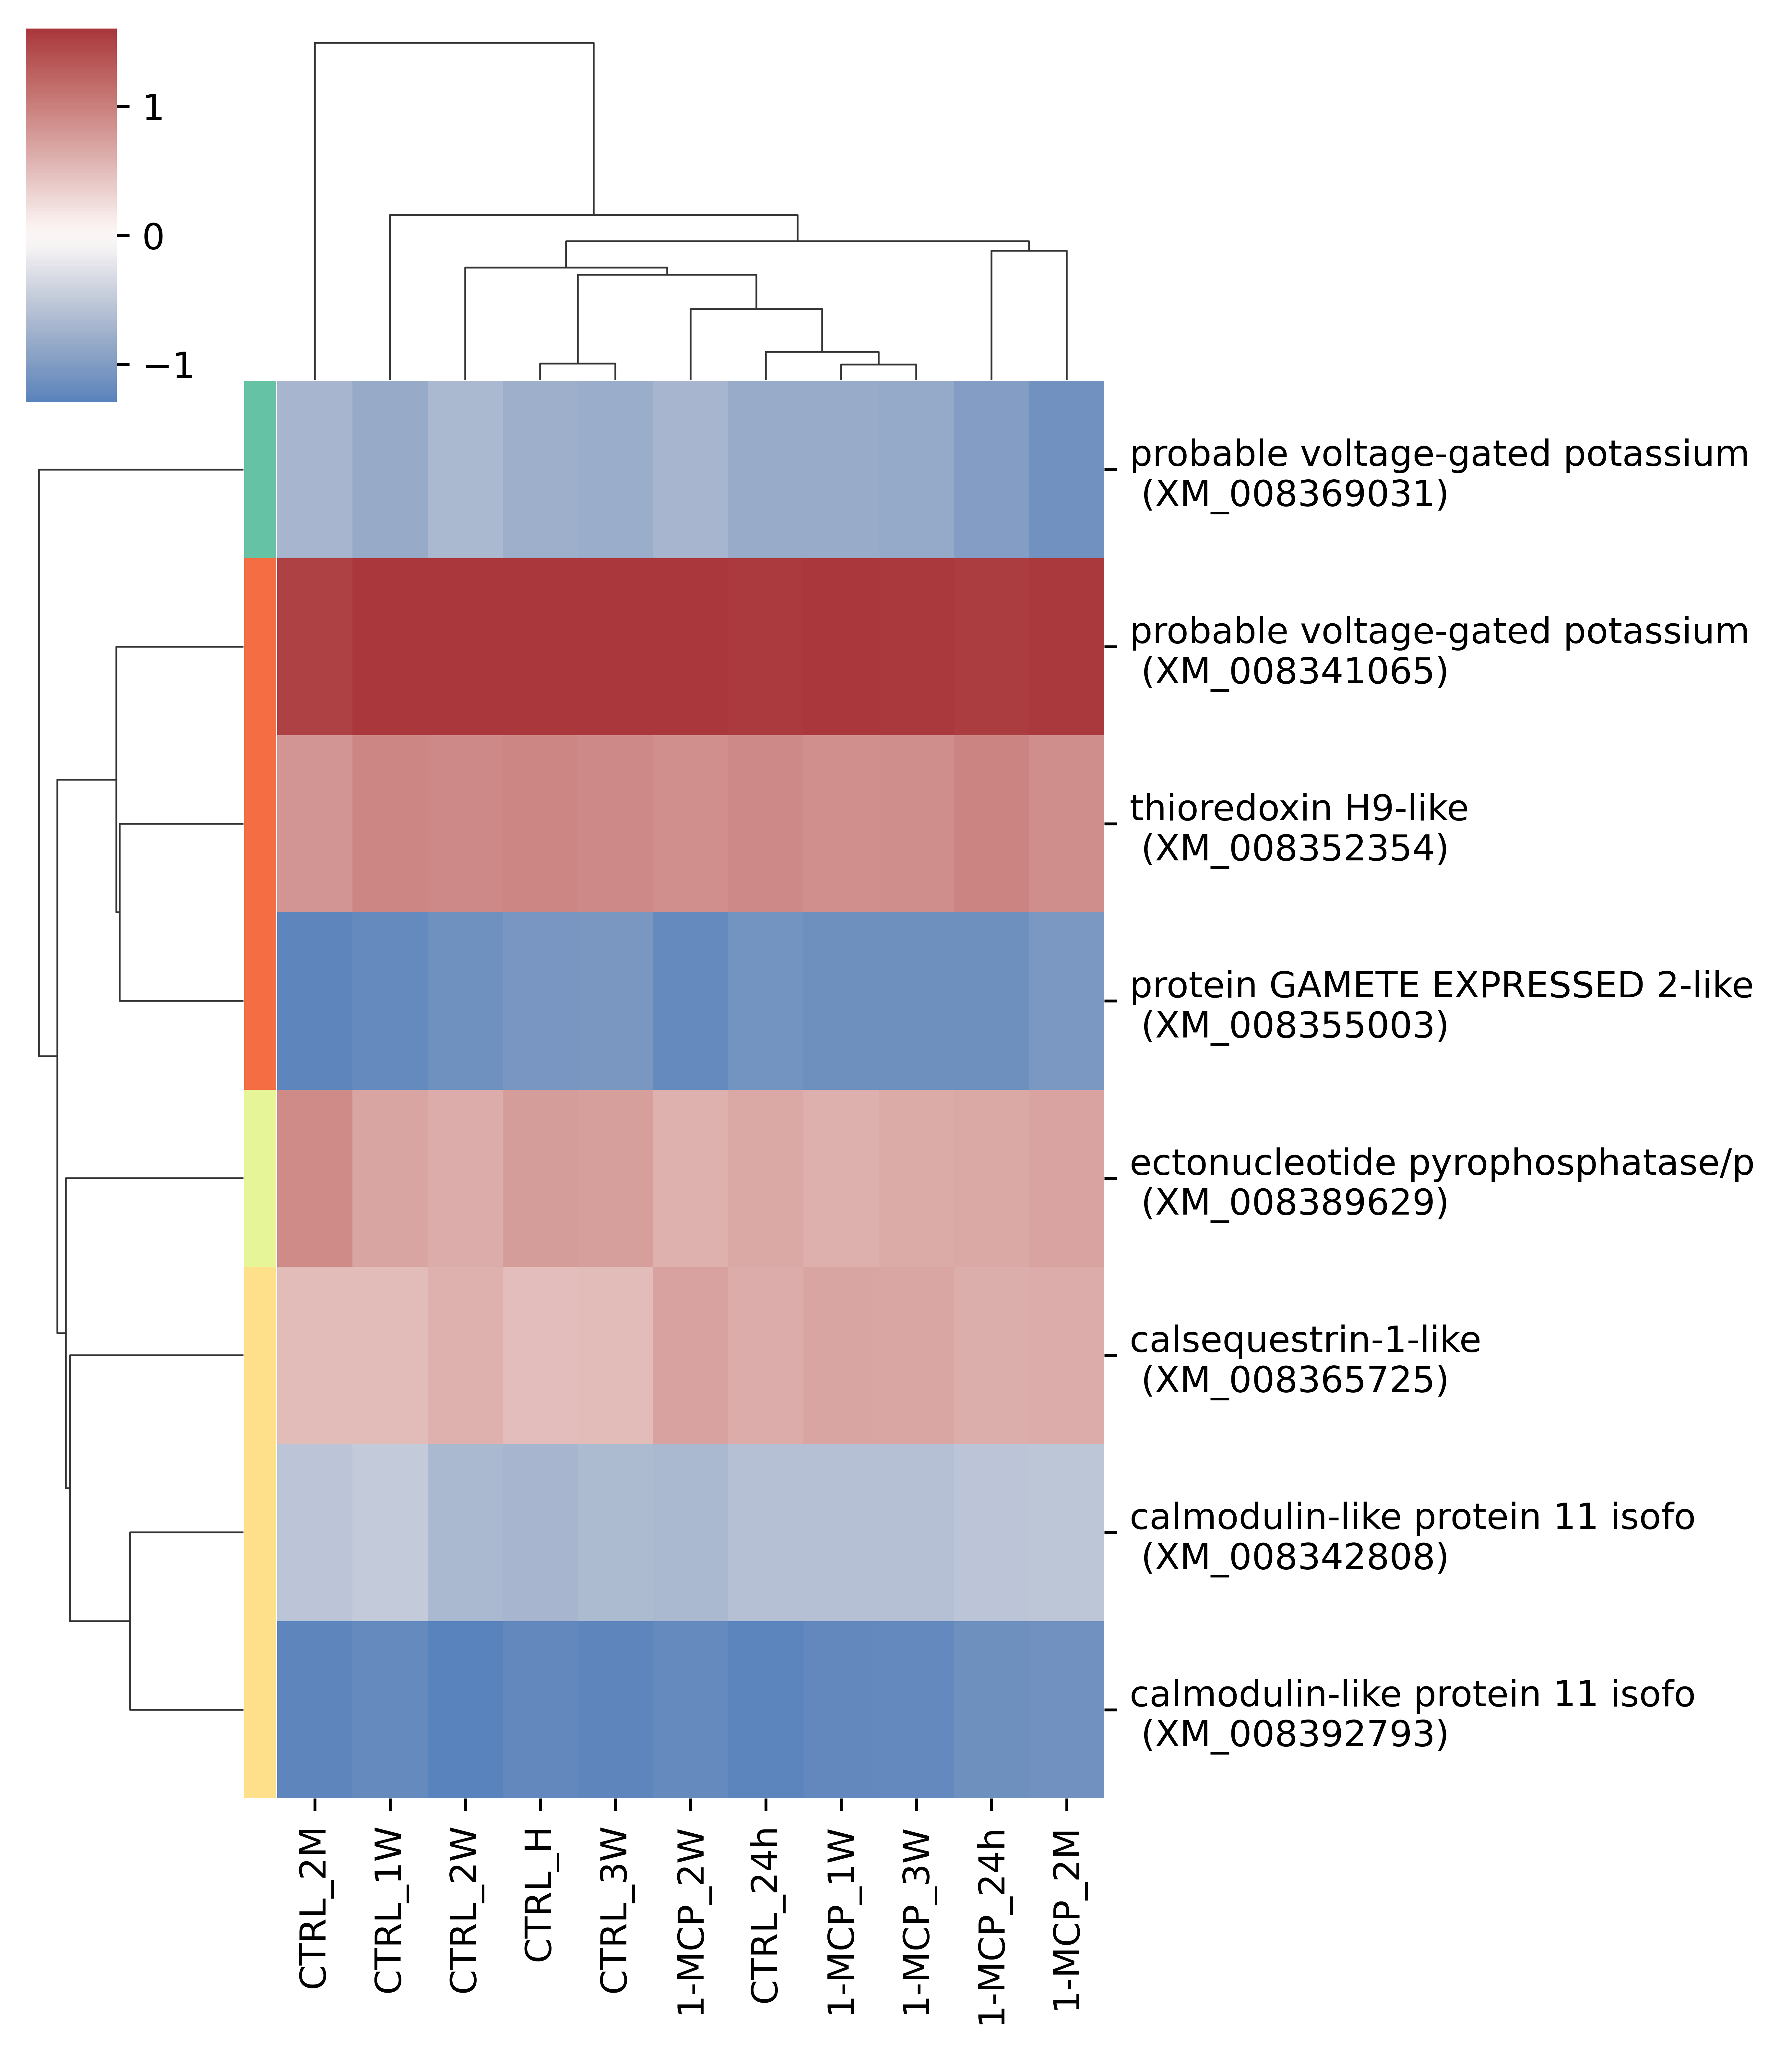 1
0
−1
probable voltage-gated potassium
(XM_008369031)
probable voltage-gated potassium
(XM_008341065)
thioredoxin H9-like
(XM_008352354)
protein GAMETE EXPRESSED 2-like
(XM_008355003)
ectonucleotide pyrophosphatase/p
(XM_008389629)
calsequestrin-1-like
(XM_008365725)
calmodulin-like protein 11 isofo
(XM_008342808)
calmodulin-like protein 11 isofo
(XM_008392793)
CTRL_2M
CTRL_1W
CTRL_2W
CTRL_H
CTRL_3W
1-MCP_2W
CTRL_24h
1-MCP_1W
1-MCP_3W
1-MCP_24h
1-MCP_2M